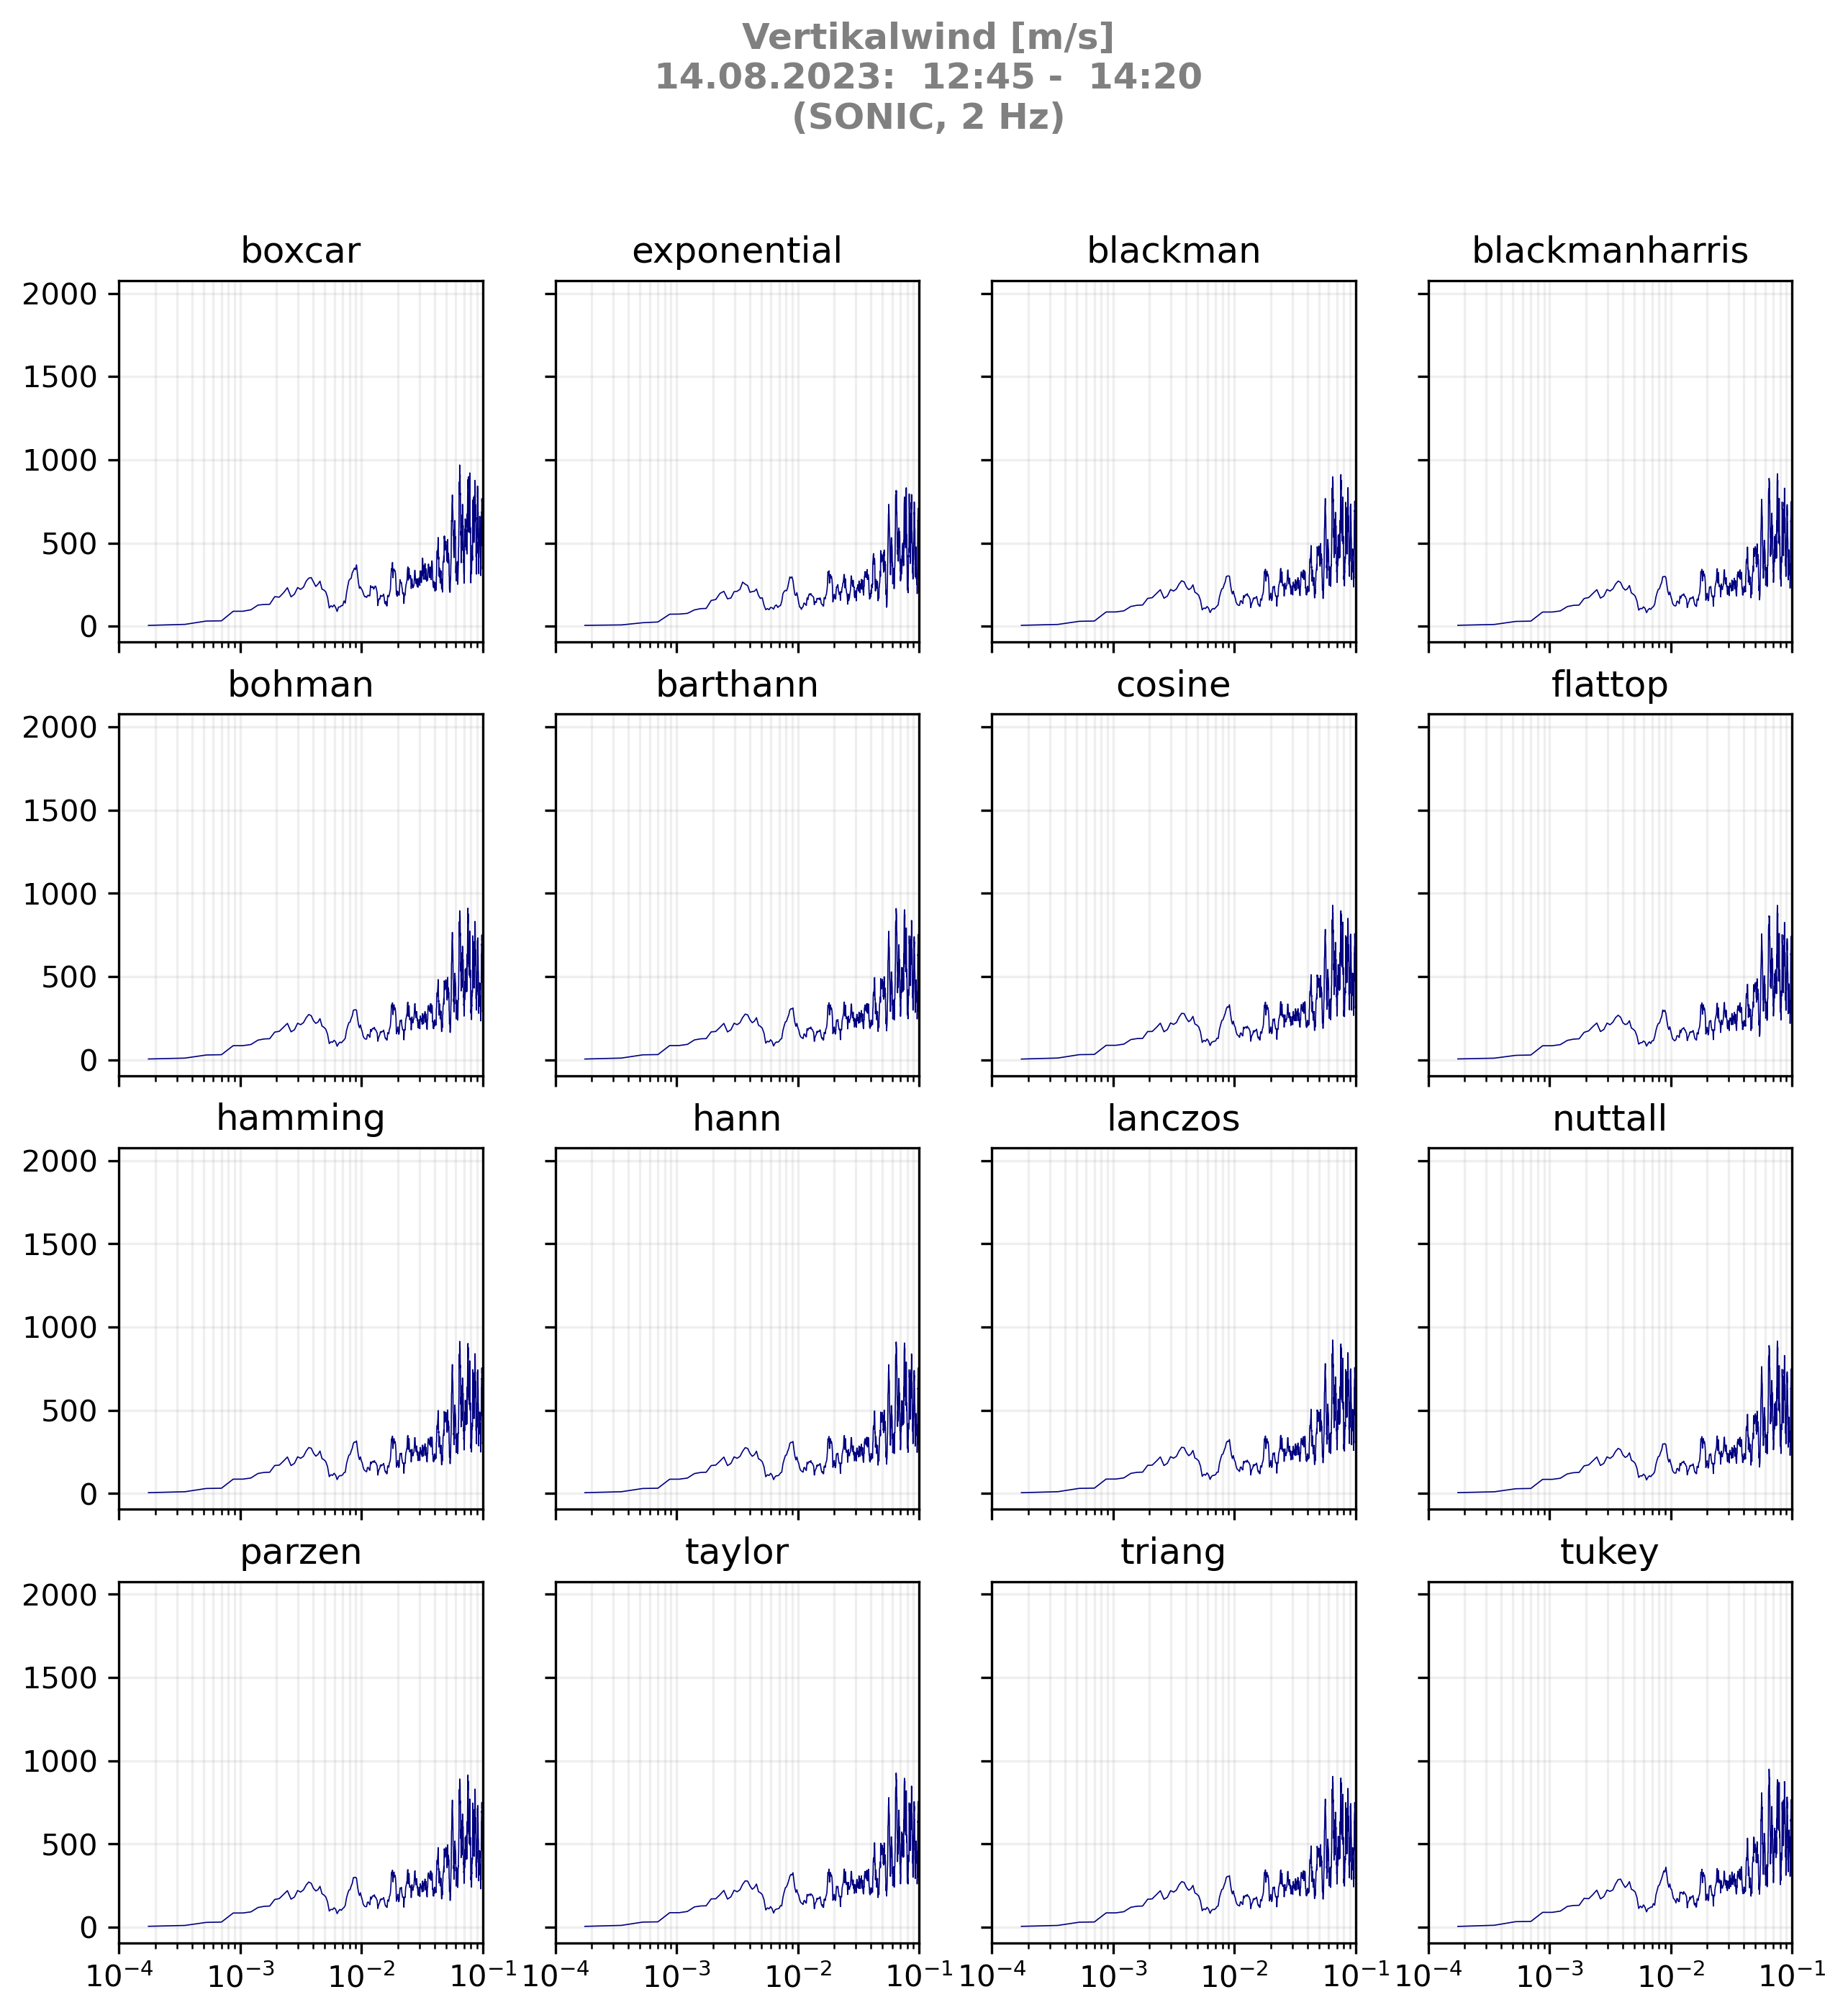 Vertikalwind [m/s]
14.08.2023:  12:45 -  14:20
(SONIC, 2 Hz)
boxcar exponential blackman blackmanharris
2000
1500
1000
500
0
bohman barthann cosine flattop
2000
1500
1000
500
0
hamming hann lanczos nuttall
2000
1500
1000
500
0
parzen taylor triang tukey
2000
1500
1000
500
0
10⁻⁴ 10⁻³ 10⁻² 10⁻¹ 10⁻⁴ 10⁻³ 10⁻² 10⁻¹ 10⁻⁴ 10⁻³ 10⁻² 10⁻¹ 10⁻⁴ 10⁻³ 10⁻² 10⁻¹